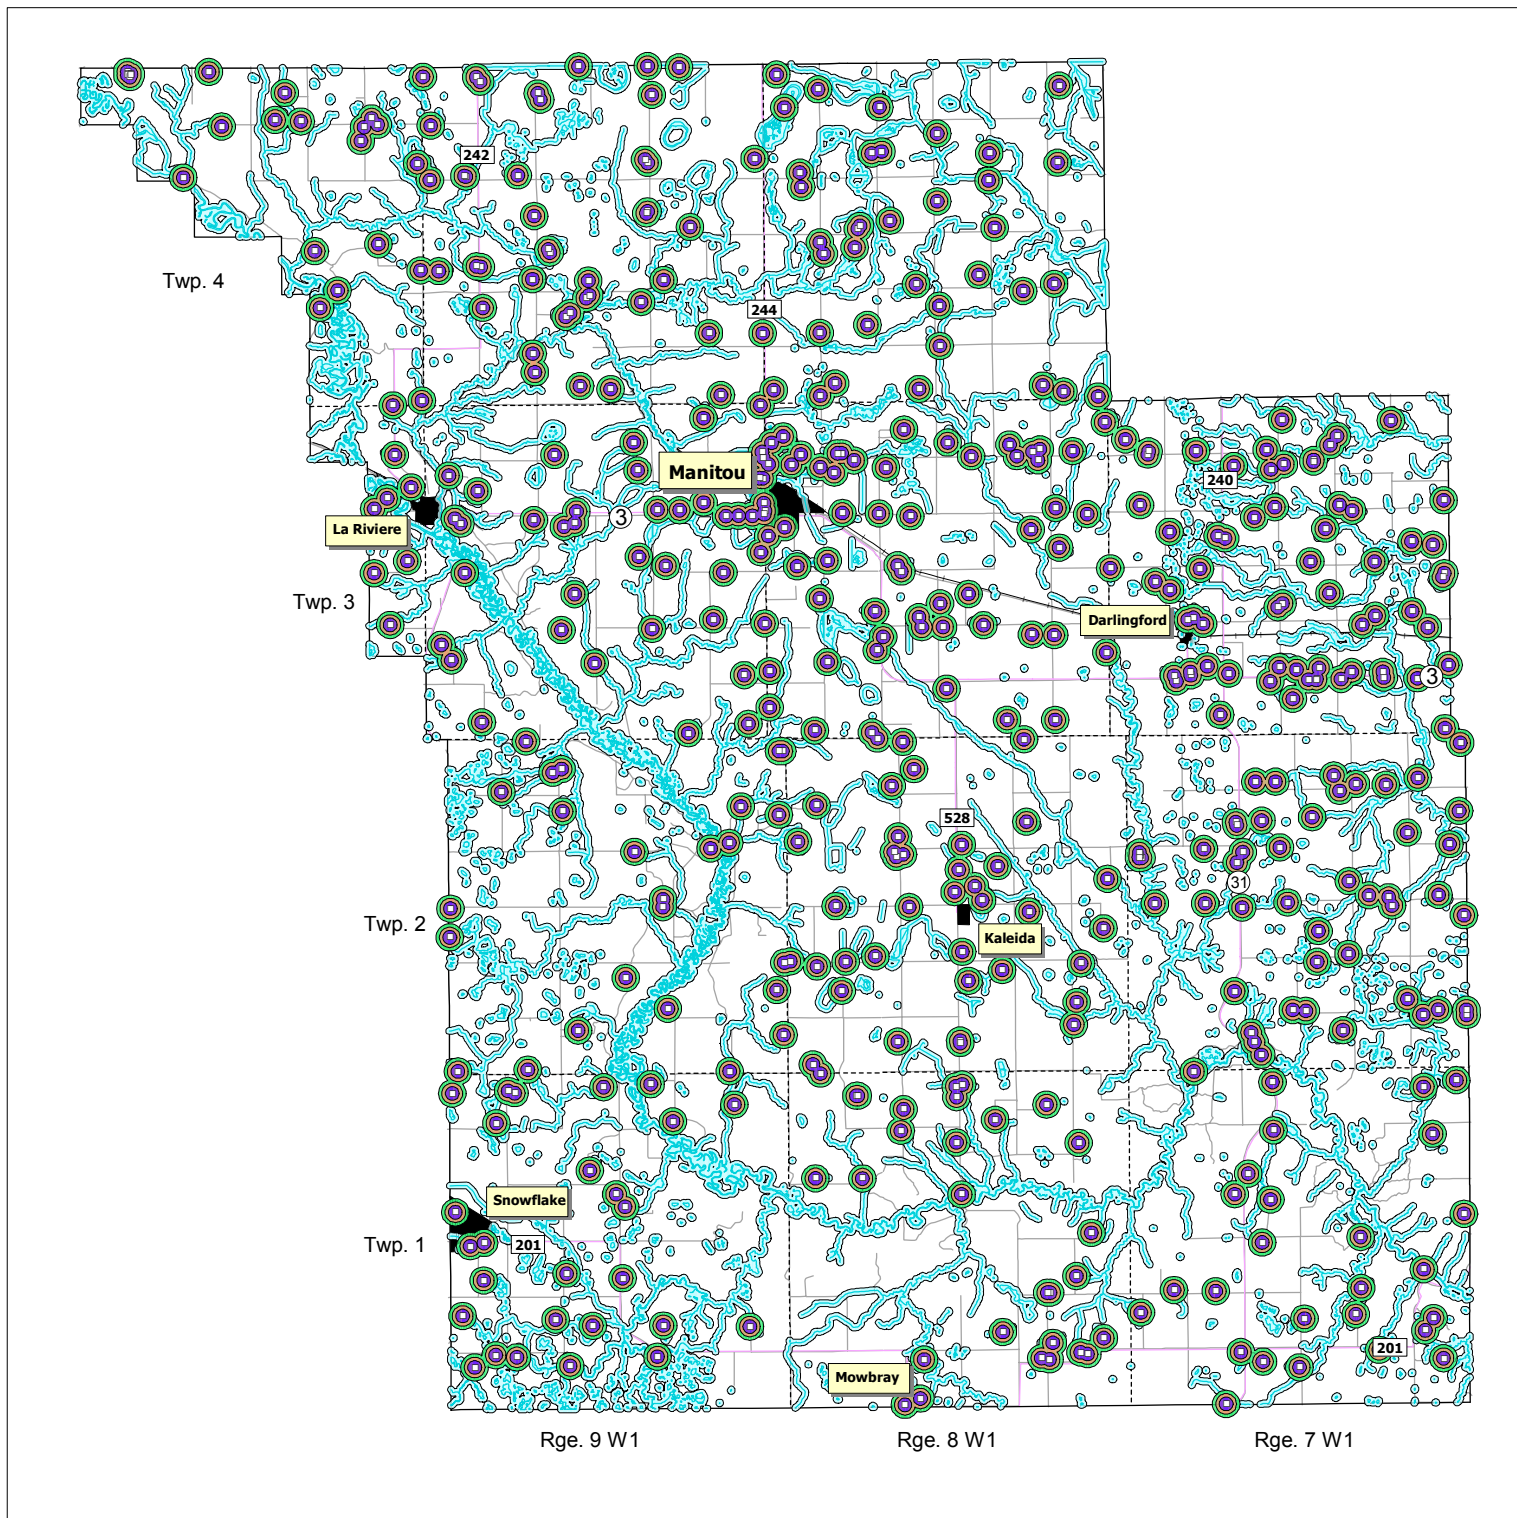 242
Twp. 4
244
Manitou
240
3
La Riviere
Twp. 3
Darlingford
3
528
31
Twp. 2
Kaleida
Snowflake
Twp. 1
201
201
Mowbray
Rge. 9 W1
Rge. 8 W1
Rge. 7 W1